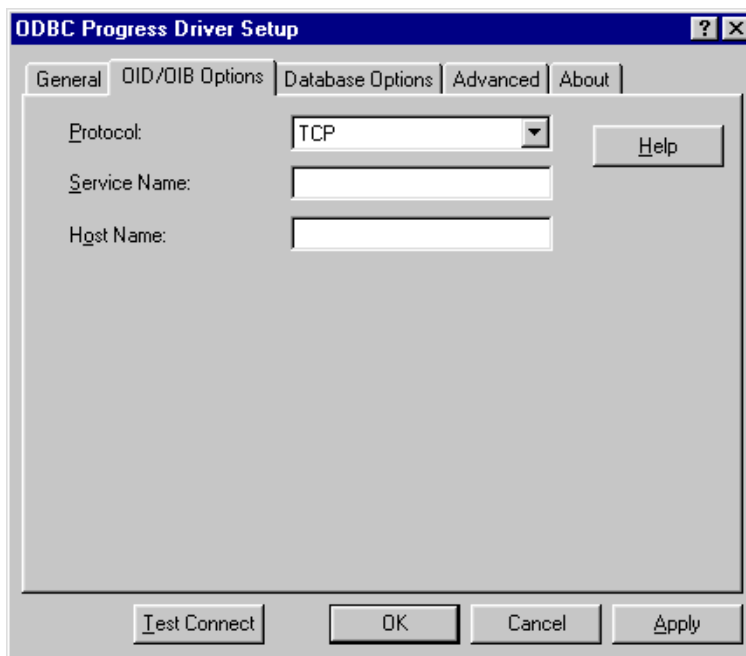 ODBC Progress Driver Setup
General OID/OIB Options Database Options Advanced About
Protocol: TCP Help
Service Name:
Host Name:
Test Connect OK Cancel Apply